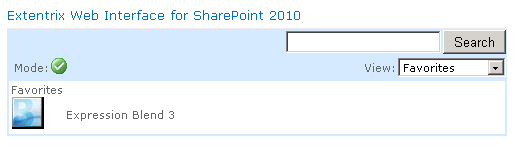 Extentrix Web Interface for SharePoint 2010
Search
Mode: View: Favorites
Favorites
Expression Blend 3